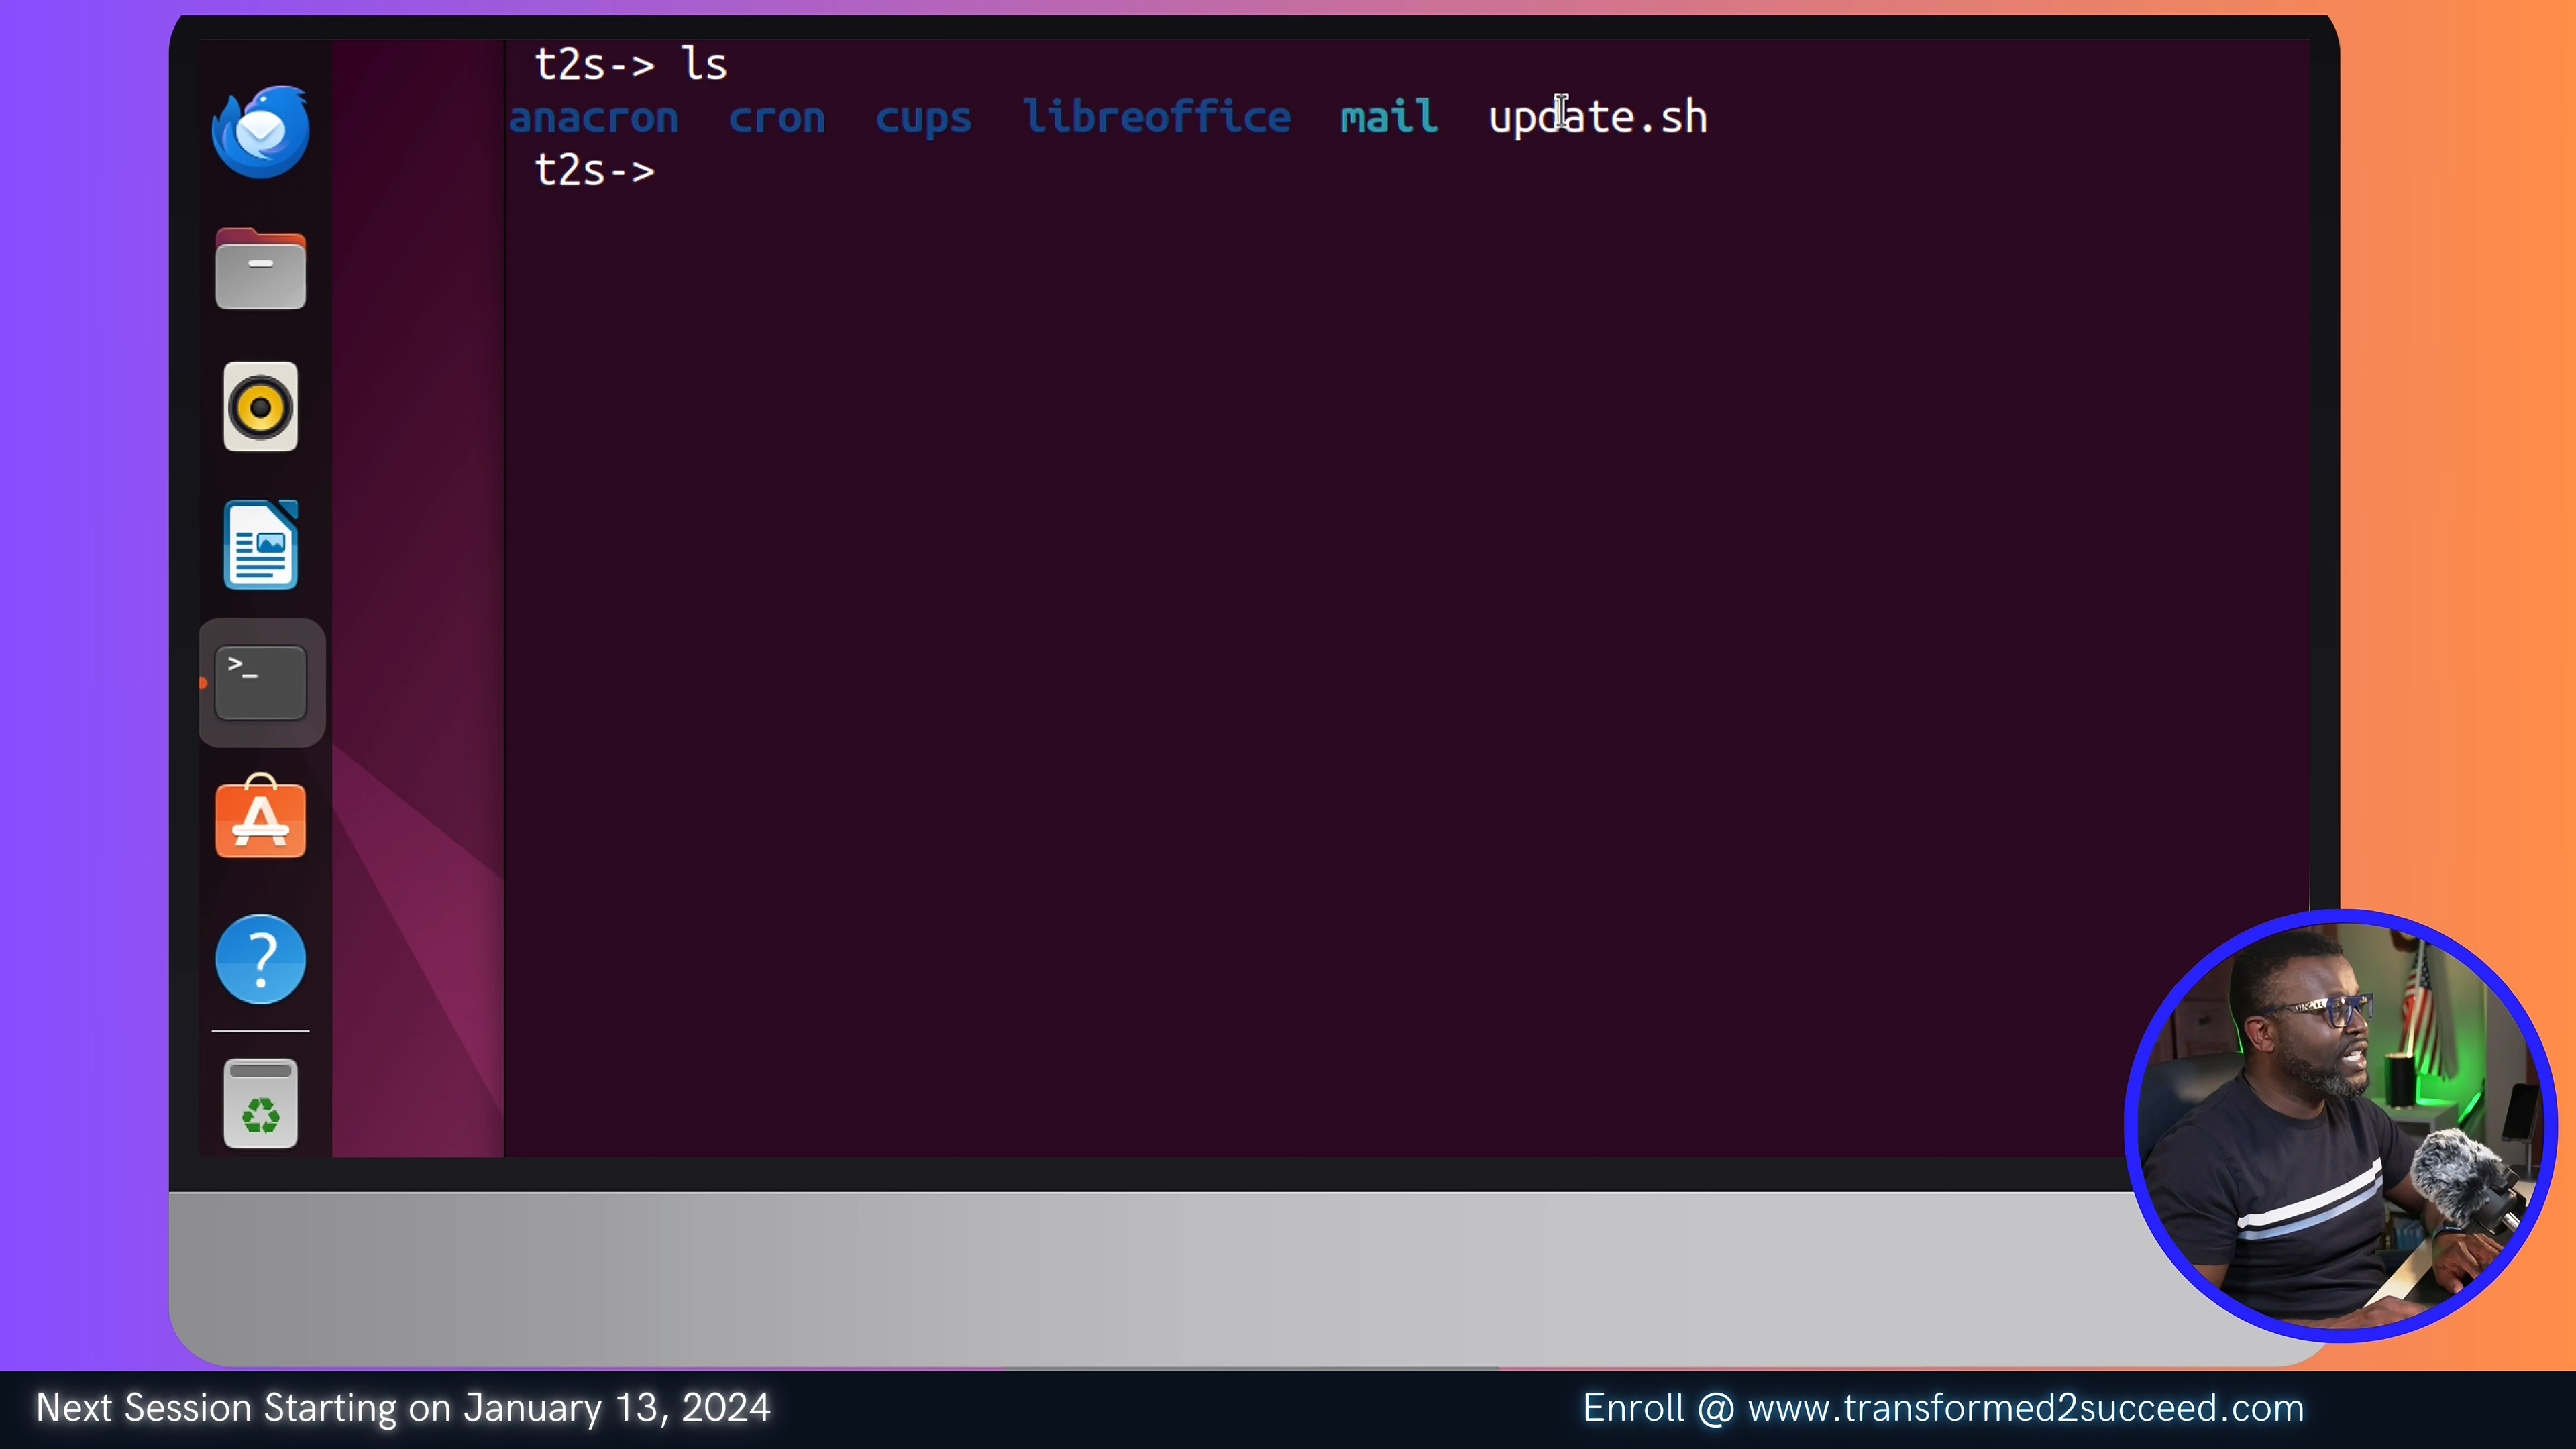 t2s-> ls
anacron cron cups libreoffice mail update.sh
t2s->
>_
?
Next Session Starting on January 13, 2024
Enroll @ www.transformed2succeed.com